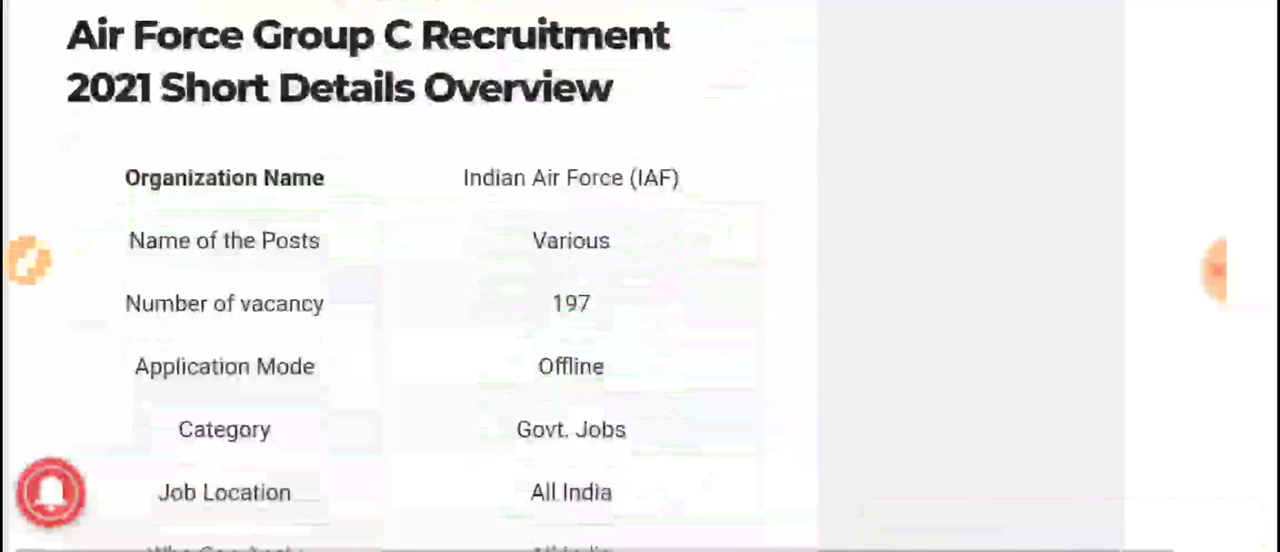 Air Force Group C Recruitment
2021 Short Details Overview
Organization Name Indian Air Force (IAF)
Name of the Posts Various
Number of vacancy 197
Application Mode Offline
Category Govt. Jobs
Job Location All India